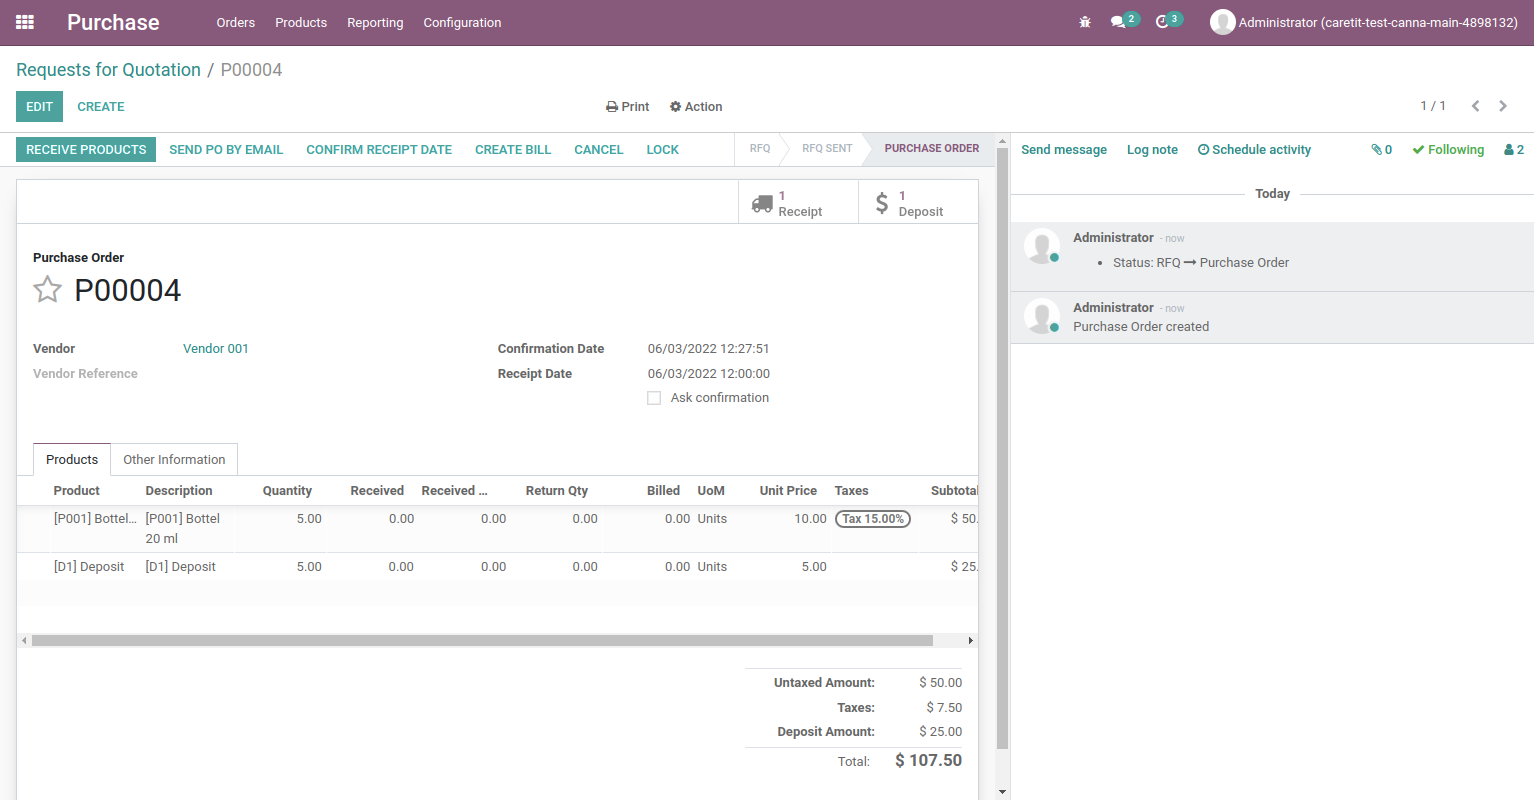 Purchase Orders Products Reporting Configuration 2 3 Administrator (caretit-test-canna-main-4898132)
Requests for Quotation / P00004
EDIT CREATE Print Action 1 / 1
RECEIVE PRODUCTS SEND PO BY EMAIL CONFIRM RECEIPT DATE CREATE BILL CANCEL LOCK RFQ RFQ SENT PURCHASE ORDER
1 Receipt
1 Deposit
Purchase Order
P00004
Vendor Vendor 001
Vendor Reference
Confirmation Date 06/03/2022 12:27:51
Receipt Date 06/03/2022 12:00:00
Ask confirmation
Products Other Information
Product Description Quantity Received Received ... Return Qty Billed UoM Unit Price Taxes Subtotal
[P001] Bottel... [P001] Bottel 5.00 0.00 0.00 0.00 0.00 Units 10.00 Tax 15.00% $ 50.
20 ml
[D1] Deposit [D1] Deposit 5.00 0.00 0.00 0.00 0.00 Units 5.00 $ 25.
Untaxed Amount: $ 50.00
Taxes: $ 7.50
Deposit Amount: $ 25.00
Total: $ 107.50
Send message Log note Schedule activity 0 Following 2
Today
Administrator - now
• Status: RFQ → Purchase Order
Administrator - now
Purchase Order created